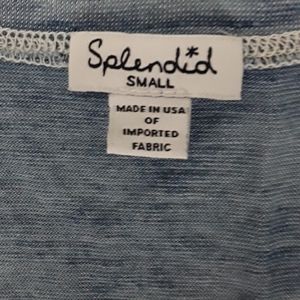 Splendid
SMALL
MADE IN USA
OF
IMPORTED
FABRIC